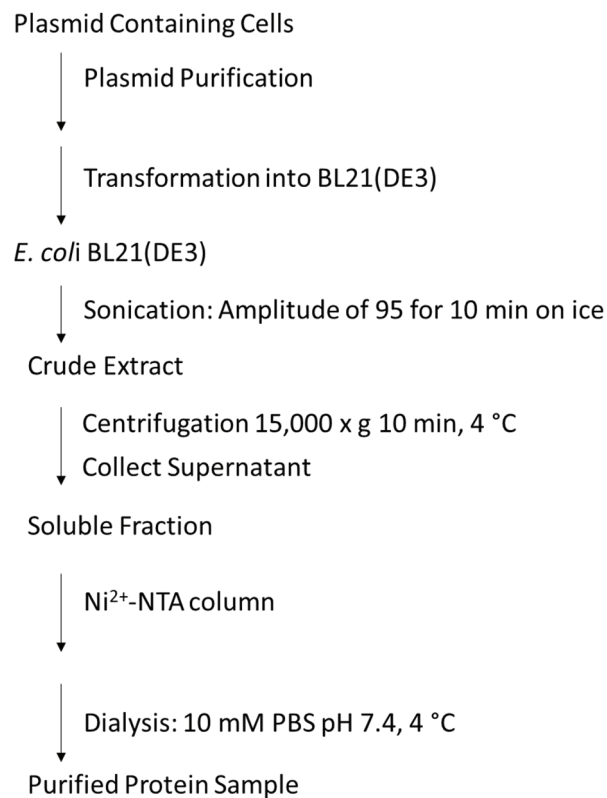 Plasmid Containing Cells
Plasmid Purification
Transformation into BL21(DE3)
E. coli BL21(DE3)
Sonication: Amplitude of 95 for 10 min on ice
Crude Extract
Centrifugation 15,000 x g 10 min, 4 °C
Collect Supernatant
Soluble Fraction
Ni²⁺-NTA column
Dialysis: 10 mM PBS pH 7.4, 4 °C
Purified Protein Sample